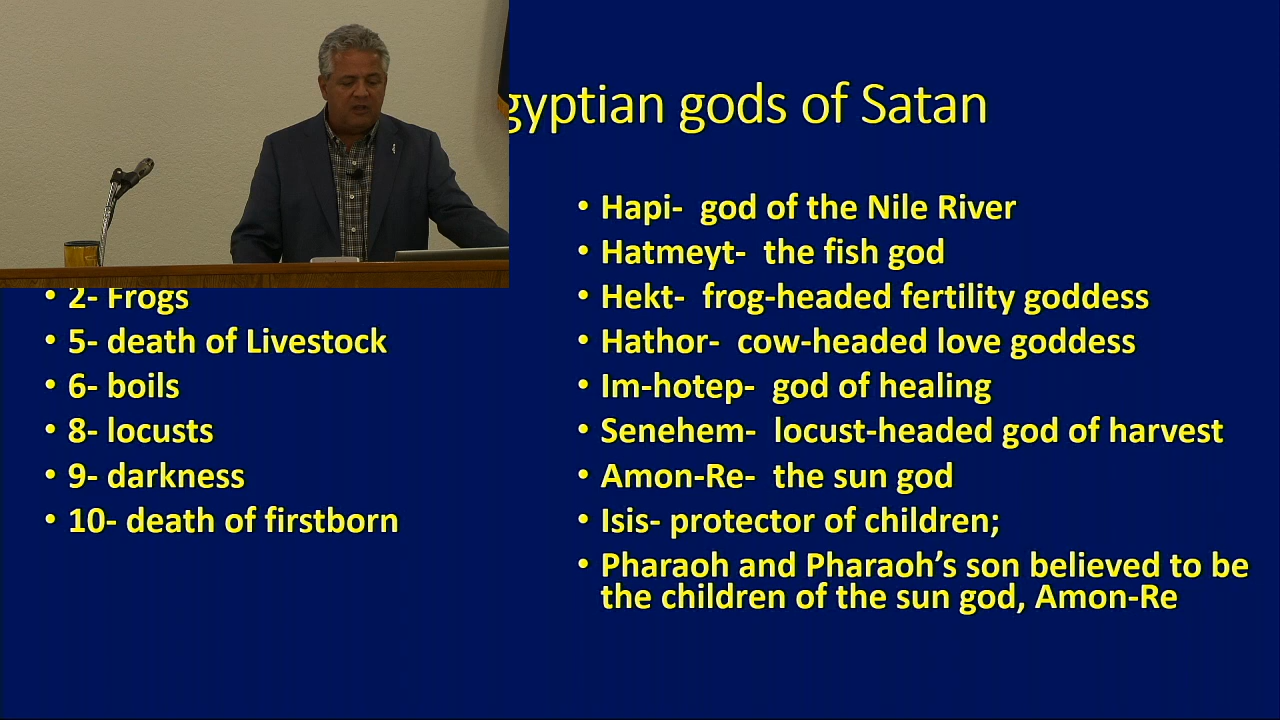 gyptian gods of Satan
• 2- Frogs
• 5- death of Livestock
• 6- boils
• 8- locusts
• 9- darkness
• 10- death of firstborn
• Hapi- god of the Nile River
• Hatmeyt- the fish god
• Hekt- frog-headed fertility goddess
• Hathor- cow-headed love goddess
• Im-hotep- god of healing
• Senehem- locust-headed god of harvest
• Amon-Re- the sun god
• Isis- protector of children;
• Pharaoh and Pharaoh’s son believed to be
the children of the sun god, Amon-Re